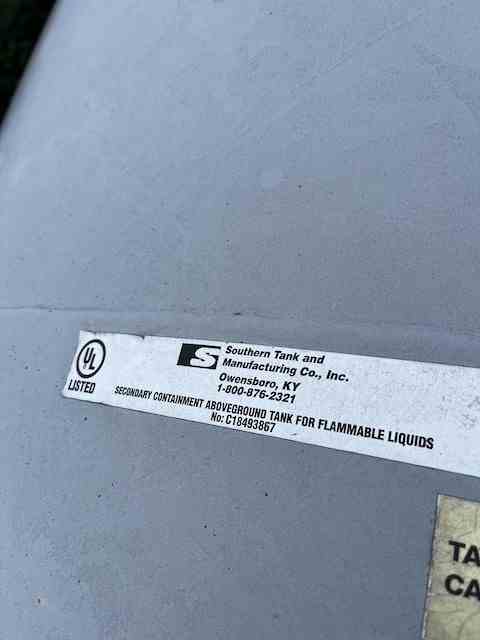 UL
LISTED
S
Southern Tank and
Manufacturing Co., Inc.
Owensboro, KY
1-800-876-2321
SECONDARY CONTAINMENT ABOVEGROUND TANK FOR FLAMMABLE LIQUIDS
No: C18493867
TA
CA